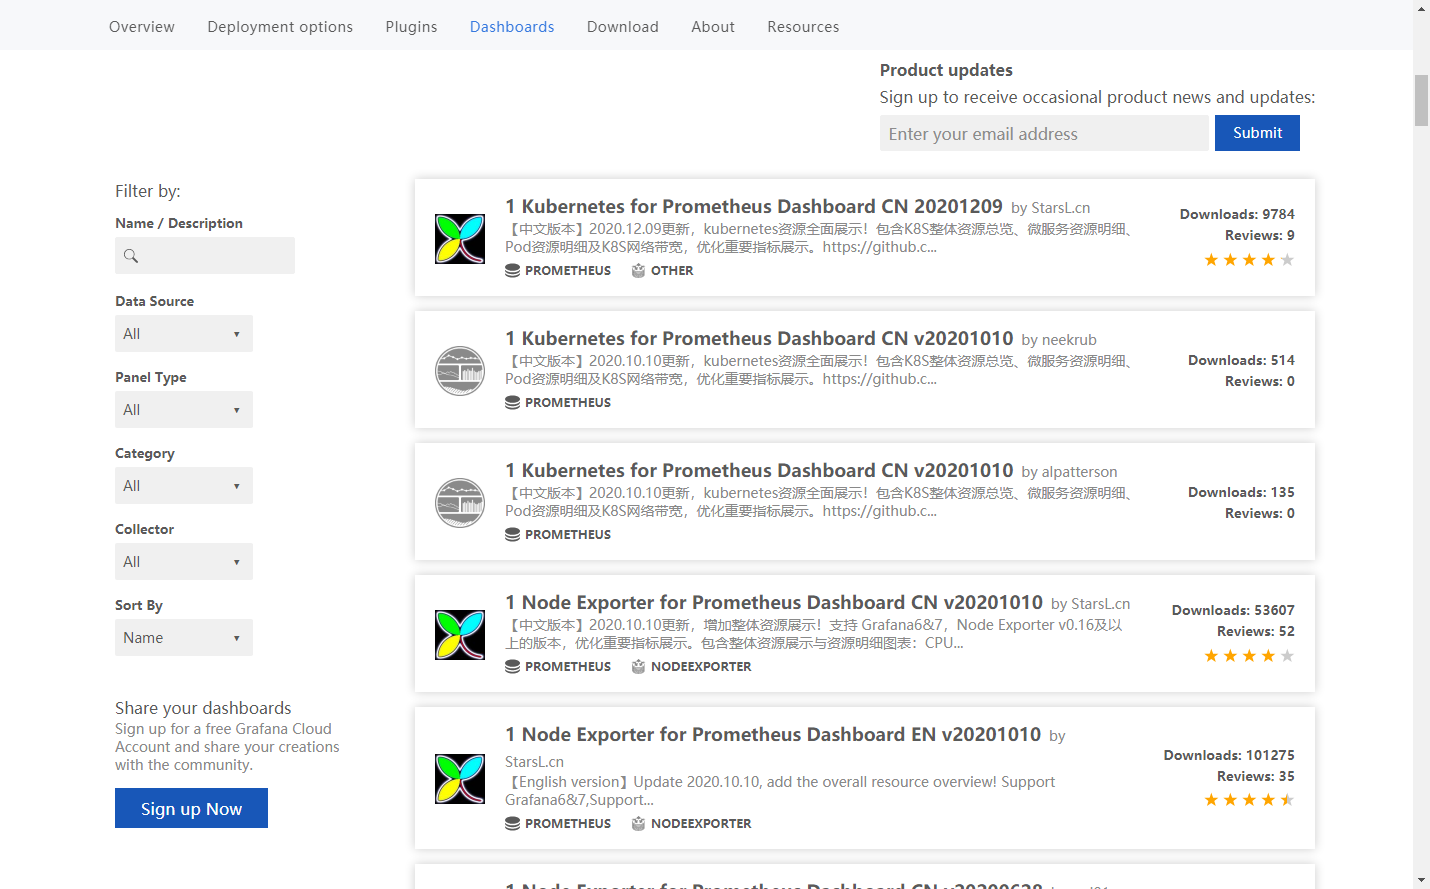 Overview Deployment options Plugins Dashboards Download About Resources
Product updates
Sign up to receive occasional product news and updates:
Enter your email address Submit
Filter by:
Name / Description
Data Source
All
Panel Type
All
Category
All
Collector
All
Sort By
Name
Share your dashboards
Sign up for a free Grafana Cloud
Account and share your creations
with the community.
Sign up Now
1 Kubernetes for Prometheus Dashboard CN 20201209 by StarsL.cn
【中文版本】2020.12.09更新，kubernetes资源全面展示！包含K8S整体资源总览、微服务资源明细、
Pod资源明细及K8S网络带宽，优化重要指标展示。https://github.c...
PROMETHEUS OTHER
Downloads: 9784
Reviews: 9
1 Kubernetes for Prometheus Dashboard CN v20201010 by neekrub
【中文版本】2020.10.10更新，kubernetes资源全面展示！包含K8S整体资源总览、微服务资源明细、
Pod资源明细及K8S网络带宽，优化重要指标展示。https://github.c...
PROMETHEUS
Downloads: 514
Reviews: 0
1 Kubernetes for Prometheus Dashboard CN v20201010 by alpatterson
【中文版本】2020.10.10更新，kubernetes资源全面展示！包含K8S整体资源总览、微服务资源明细、
Pod资源明细及K8S网络带宽，优化重要指标展示。https://github.c...
PROMETHEUS
Downloads: 135
Reviews: 0
1 Node Exporter for Prometheus Dashboard CN v20201010 by StarsL.cn
【中文版本】2020.10.10更新，增加整体资源展示！支持 Grafana6&7，Node Exporter v0.16及以
上的版本，优化重要指标展示。包含整体资源展示与资源明细图表：CPU...
PROMETHEUS NODEEXPORTER
Downloads: 53607
Reviews: 52
1 Node Exporter for Prometheus Dashboard EN v20201010 by
StarsL.cn
【English version】Update 2020.10.10, add the overall resource overview! Support
Grafana6&7,Support...
PROMETHEUS NODEEXPORTER
Downloads: 101275
Reviews: 35
1 Node Exporter for Prometheus Dashboard CN v20200628 by